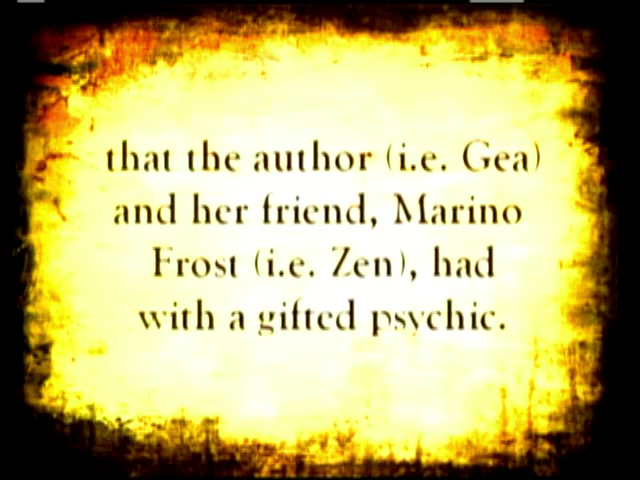 that the author (i.e. Gea)
and her friend, Marino
Frost (i.e. Zen), had
with a gifted psychic.